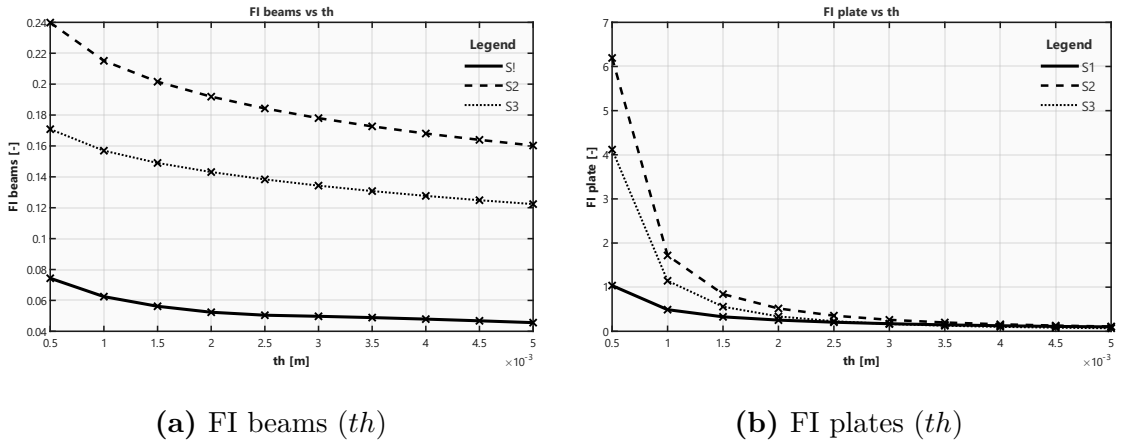 FI beams vs th
0.24
0.22
0.2
0.18
0.16
0.14
0.12
0.1
0.08
0.06
0.04
FI beams [-]
Legend
S!
S2
S3
0.5 1 1.5 2 2.5 3 3.5 4 4.5 5
th [m]
×10⁻³
(a) FI beams (th)
FI plate vs th
7
6
5
4
3
2
1
0
FI plate [-]
Legend
S1
S2
S3
0.5 1 1.5 2 2.5 3 3.5 4 4.5 5
th [m]
×10⁻³
(b) FI plates (th)